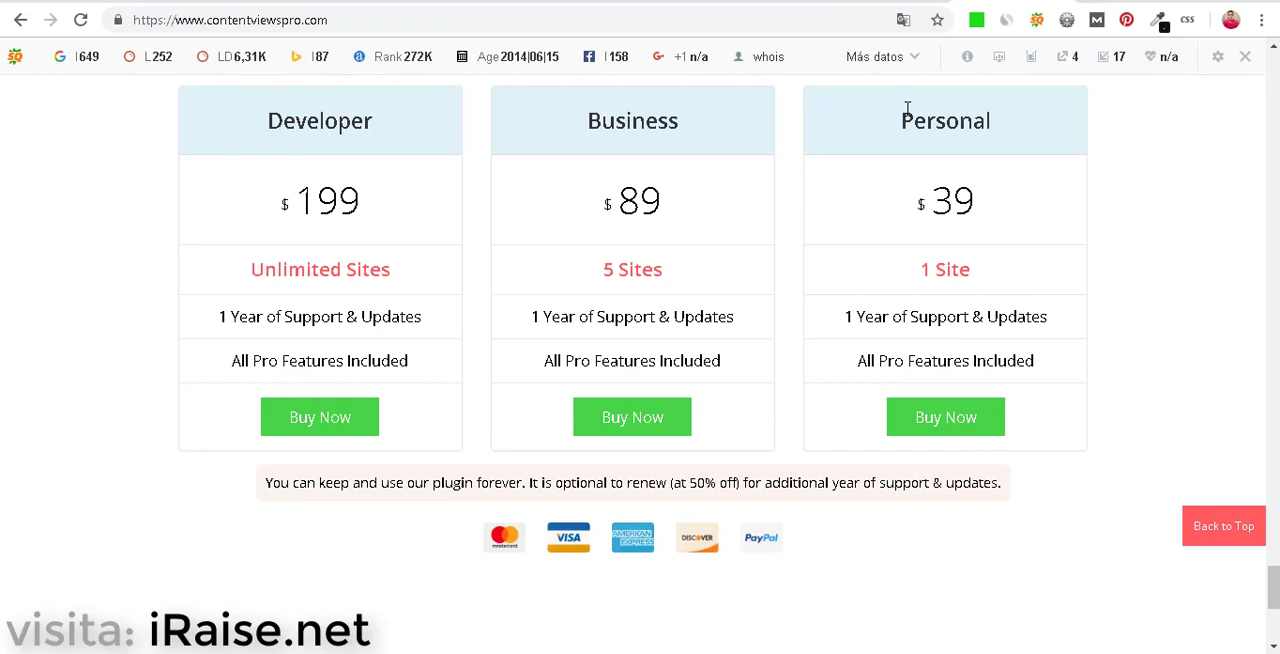 https://www.contentviewspro.com
CSS
I 649
L 252
LD 6,31K
I 87
Rank 272K
Age 2014|06|15
I 158
+1 n/a
whois
Más datos
4
17
n/a
Developer
Business
Personal
$ 199
$ 89
$ 39
Unlimited Sites
5 Sites
1 Site
1 Year of Support & Updates
1 Year of Support & Updates
1 Year of Support & Updates
All Pro Features Included
All Pro Features Included
All Pro Features Included
Buy Now
Buy Now
Buy Now
You can keep and use our plugin forever. It is optional to renew (at 50% off) for additional year of support & updates.
Back to Top
mastercard
VISA
AMERICAN EXPRESS
DISCOVER
PayPal
visita: iRaise.net